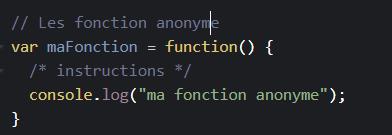 // Les fonction anonyme
var maFonction = function() {
/* instructions */
console.log("ma fonction anonyme");
}